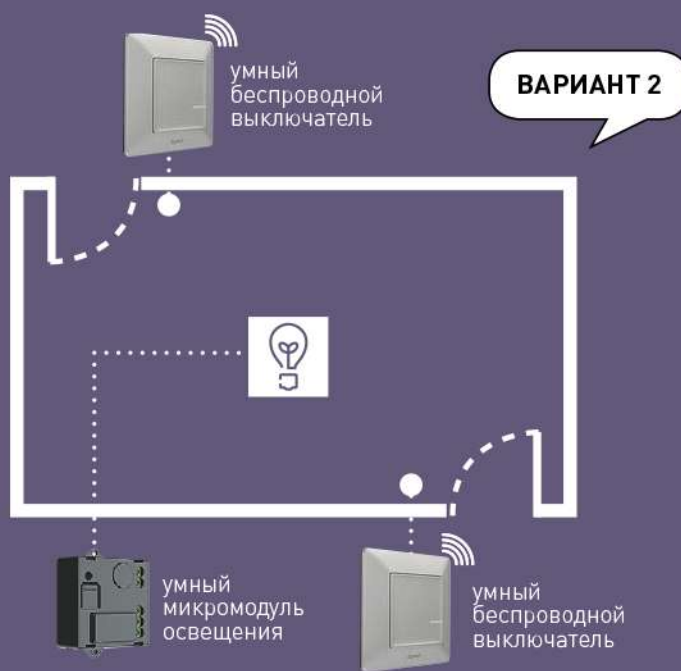 умный
беспроводной
выключатель
ВАРИАНТ 2
умный
микромодуль
освещения
умный
беспроводной
выключатель